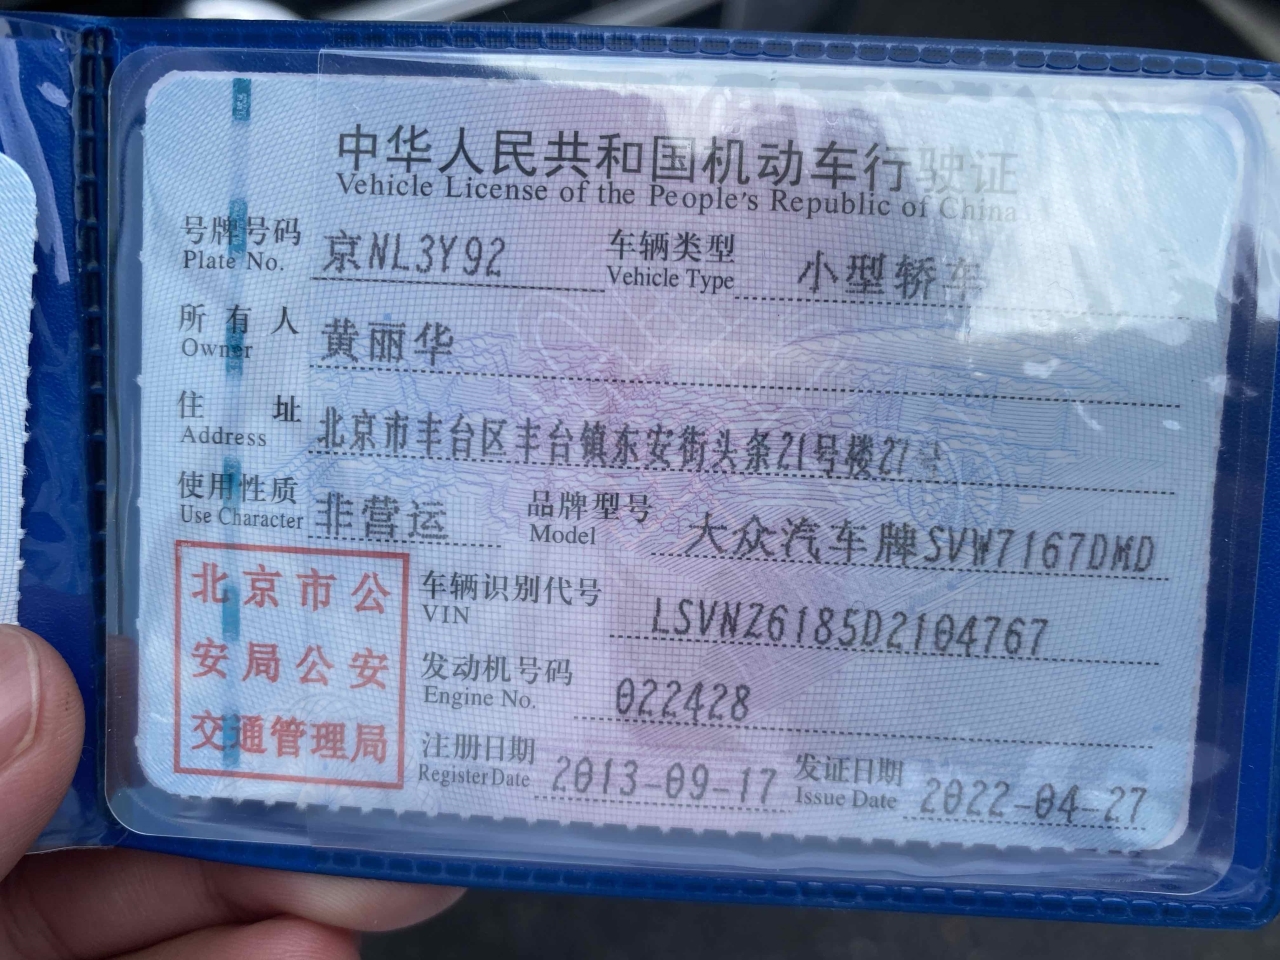 中华人民共和国机动车行驶证
Vehicle License of the People's Republic of China
号牌号码 京NL3Y92 车辆类型 小型轿车
Plate No. Vehicle Type
所有人 黄丽华
Owner
住址 北京市丰台区丰台镇东安街头条21号楼27号
Address
使用性质 非营运 品牌型号 大众汽车牌SVW7167DMD
Use Character Model
北京市公
安局公安
交通管理局
车辆识别代号 LSVNZ6185D2104767
VIN
发动机号码 022428
Engine No.
注册日期 2013-09-17 发证日期 2022-04-27
Register Date Issue Date